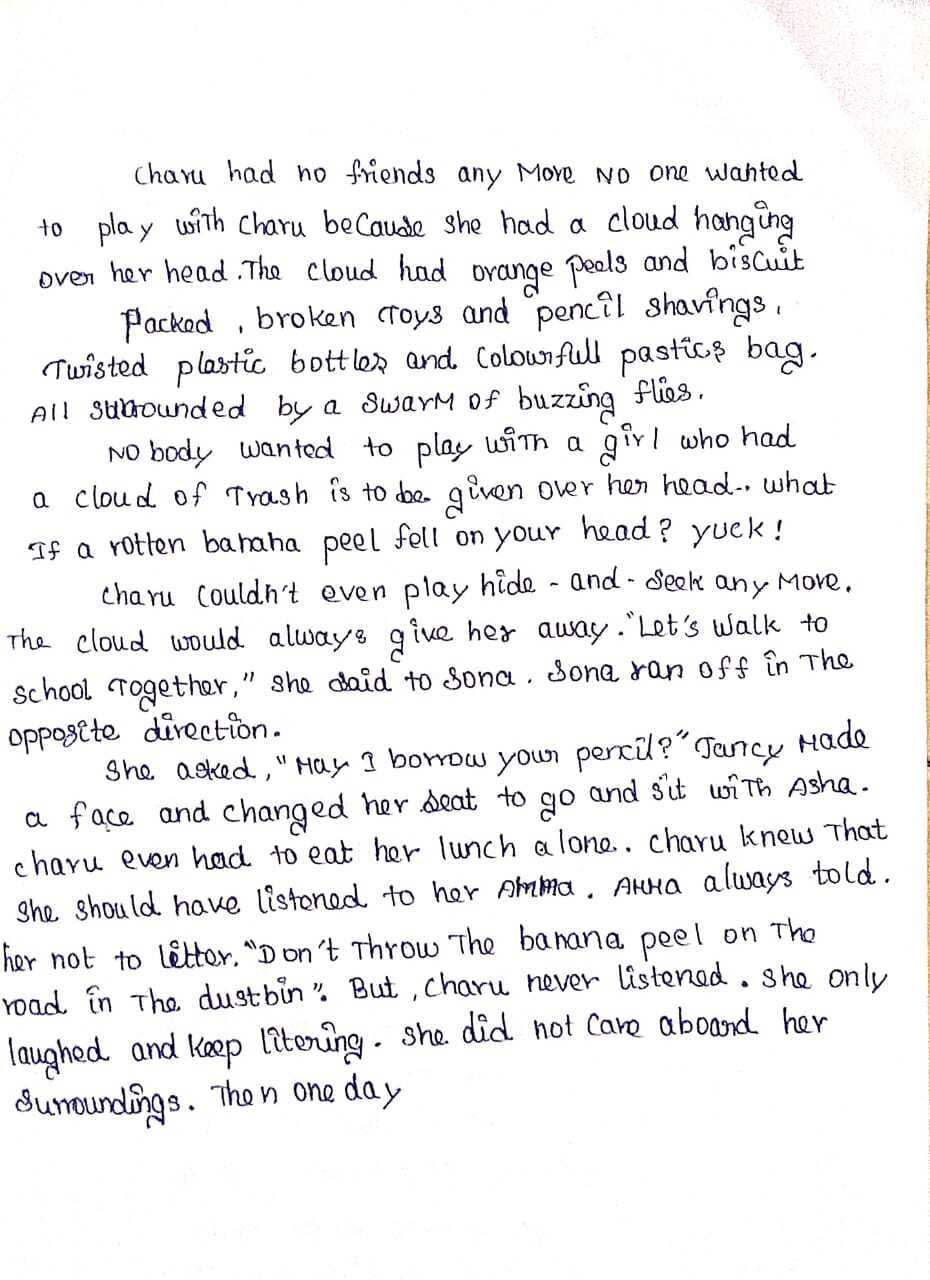 Charu had no friends any More No one wanted
to play with Charu because she had a cloud hanging
over her head. The cloud had orange peels and biscuit
Packed , broken Toys and pencil shavings,
Twisted plastic bottles and Colourfull pastics bag.
All surrounded by a swarm of buzzing flies.
No body wanted to play with a girl who had
a cloud of Trash is to be given over her head.. what
If a rotten banana peel fell on your head? yuck!
Charu couldn't even play hide - and - Seek any More.
The cloud would always give her away. "Let's walk to
school Together," she said to Sona. Sona ran off in The
opposite direction.
She asked, "May I borrow your pencil?" Jancy Made
a face and changed her seat to go and sit with Asha.
charu even had to eat her lunch alone.. Charu knew That
she should have listened to her Amma. AMMA always told.
her not to letter. "Don't Throw The banana peel on The
road in The dustbin". But, Charu never listened. She only
laughed and keep litering. She did not Care aboard her
Surroundings. Then one day